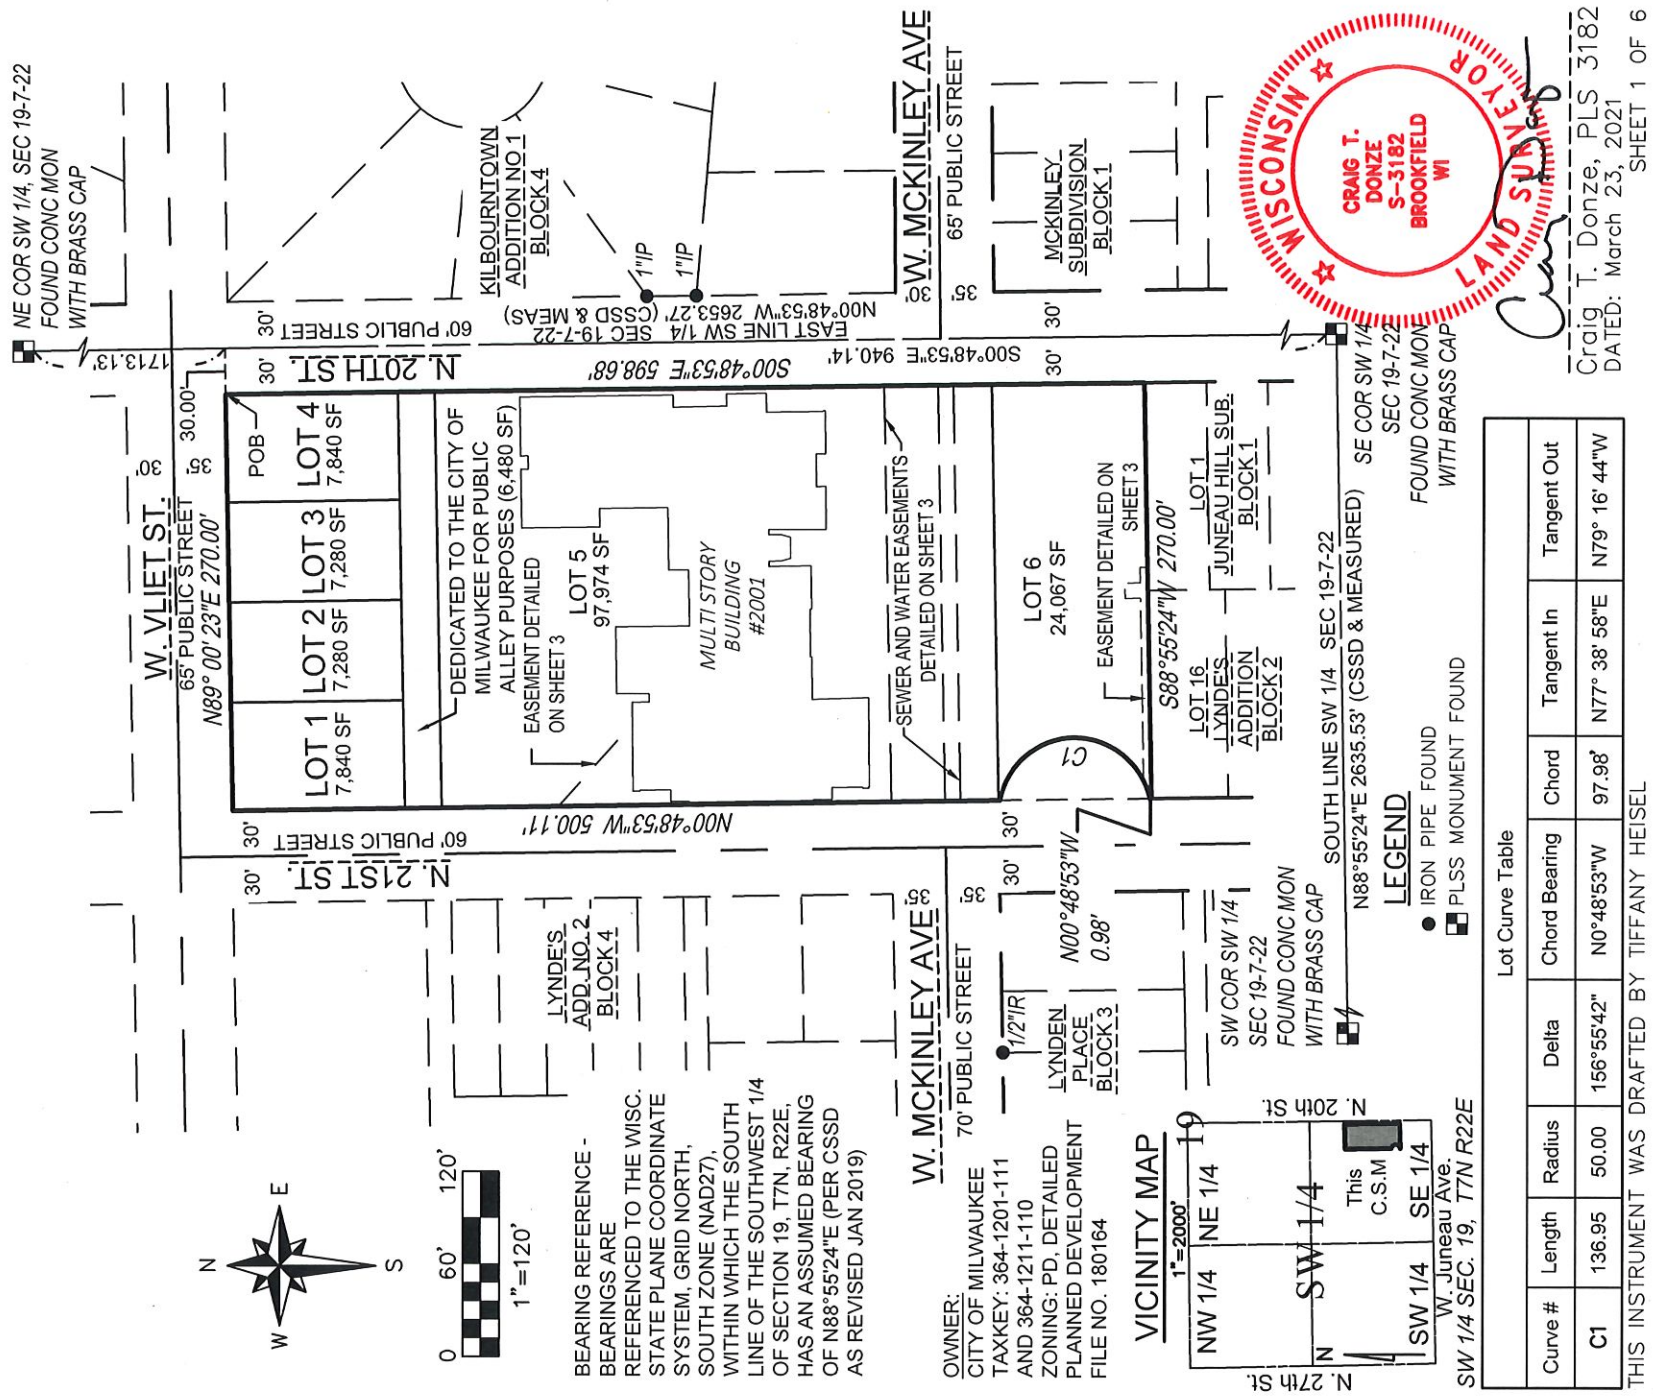 NE COR SW 1/4, SEC 19-7-22
FOUND CONC MON
WITH BRASS CAP
1713.13'
W. VLIET ST.
65' PUBLIC STREET
30'
35'
30.00'
N89° 00' 23"E 270.00'
POB
LOT 1
7,840 SF
LOT 2
7,280 SF
LOT 3
7,280 SF
LOT 4
7,840 SF
30'
30'
60' PUBLIC STREET
N. 20TH ST.
EAST LINE SW 1/4 SEC 19-7-22
N00°48'53"W 2653.27' (CSSD & MEAS)
S00°48'53"E 598.68'
S00°48'53"E 940.14'
KILBOURNTOWN
ADDITION NO.1
BLOCK 4
1"IP
1"IP
DEDICATED TO THE CITY OF
MILWAUKEE FOR PUBLIC
ALLEY PURPOSES (6,480 SF)
EASEMENT DETAILED
ON SHEET 3
LOT 5
97,974 SF
MULTI STORY
BUILDING
#2001
SEWER AND WATER EASEMENTS
DETAILED ON SHEET 3
30'
30'
60' PUBLIC STREET
N. 21ST ST.
N00°48'53"W 500.11'
LYNDE'S
ADD. NO. 2
BLOCK 4
W. MCKINLEY AVE
65' PUBLIC STREET
30'
35'
30'
30'
MCKINLEY
SUBDIVISION
BLOCK 1
W. MCKINLEY AVE
70' PUBLIC STREET
35'
35'
30'
30'
LOT 6
24,067 SF
EASEMENT DETAILED ON
SHEET 3
C1
S88°55'24"W 270.00'
N00°48'53"W
0.98'
1/2"IR
LYNDEN
PLACE
BLOCK 3
LOT 16
LYNDE'S
ADDITION
BLOCK 2
LOT 1
JUNEAU HILL SUB.
BLOCK 1
SW COR SW 1/4
SEC 19-7-22
FOUND CONC MON
WITH BRASS CAP
SOUTH LINE SW 1/4 SEC 19-7-22
N88°55'24"E 2635.53' (CSSD & MEASURED)
SE COR SW 1/4
SEC 19-7-22
FOUND CONC MON
WITH BRASS CAP
LEGEND
IRON PIPE FOUND
PLSS MONUMENT FOUND
N
E
S
W
0 60' 120'
1"=120'
BEARING REFERENCE -
BEARINGS ARE
REFERENCED TO THE WISC.
STATE PLANE COORDINATE
SYSTEM, GRID NORTH,
SOUTH ZONE (NAD27),
WITHIN WHICH THE SOUTH
LINE OF THE SOUTHWEST 1/4
OF SECTION 19, T7N, R22E,
HAS AN ASSUMED BEARING
OF N88°55'24"E (PER CSSD
AS REVISED JAN 2019)
OWNER:
CITY OF MILWAUKEE
TAXKEY: 364-1201-111
AND 364-1211-110
ZONING: PD, DETAILED
PLANNED DEVELOPMENT
FILE NO. 180164
VICINITY MAP
1"=2000'
19
NW 1/4
NE 1/4
SW 1/4
This
C.S.M
N
SW 1/4
SE 1/4
N. 27th St.
N. 20th St.
W. Juneau Ave.
SW 1/4 SEC. 19, T7N R22E
WISCONSIN
CRAIG T.
DONZE
S-3182
BROOKFIELD
WI
LAND SURVEYOR
Craig T. Donze, PLS 3182
DATED: March 23, 2021
SHEET 1 OF 6
Lot Curve Table
Curve # Length Radius Delta Chord Bearing Chord Tangent In Tangent Out
C1 136.95 50.00 156°55'42" N0°48'53"W 97.98' N77° 38' 58"E N79° 16' 44"W
THIS INSTRUMENT WAS DRAFTED BY TIFFANY HEISEL